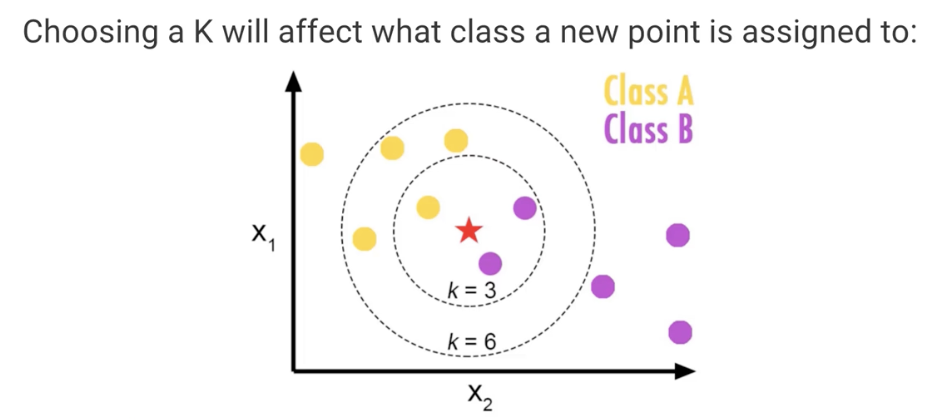 Choosing a K will affect what class a new point is assigned to:
Class A
Class B
X₁
k = 3
k = 6
X₂